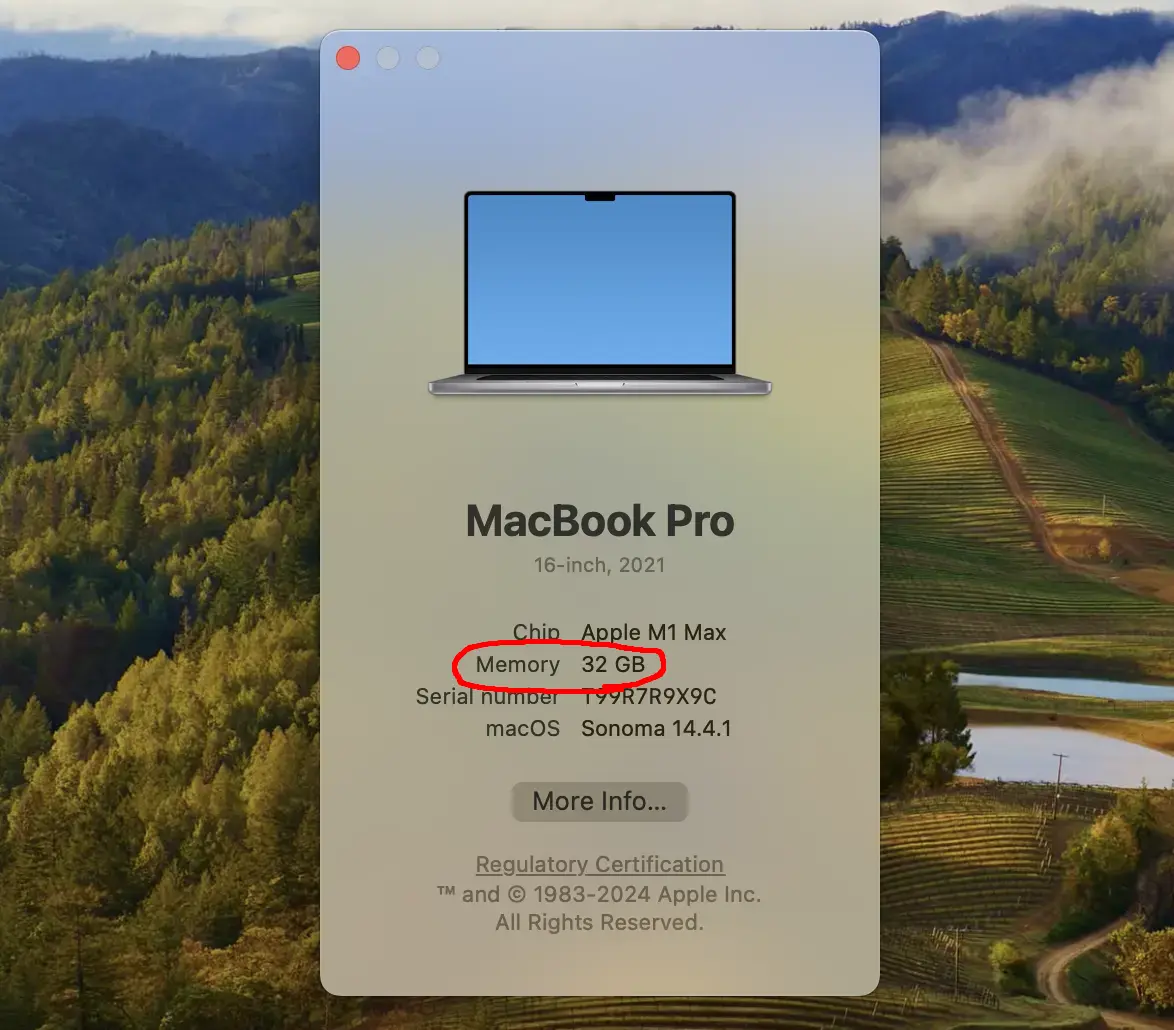 MacBook Pro
16-inch, 2021
Chip Apple M1 Max
Memory 32 GB
Serial number T99R7R9X9C
macOS Sonoma 14.4.1
More Info...
Regulatory Certification
™ and © 1983-2024 Apple Inc.
All Rights Reserved.